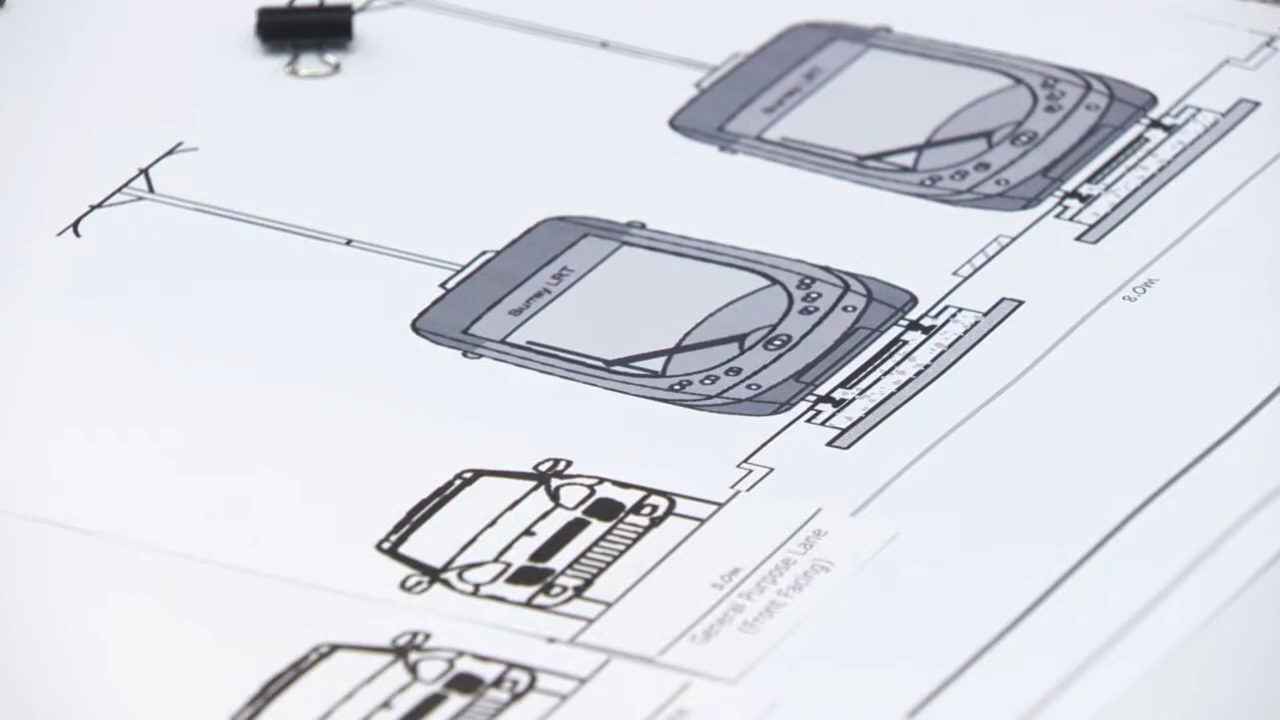 Surrey LRT
Surrey LRT
8.0m
3.0m
General Purpose Lane
(Front Facing)